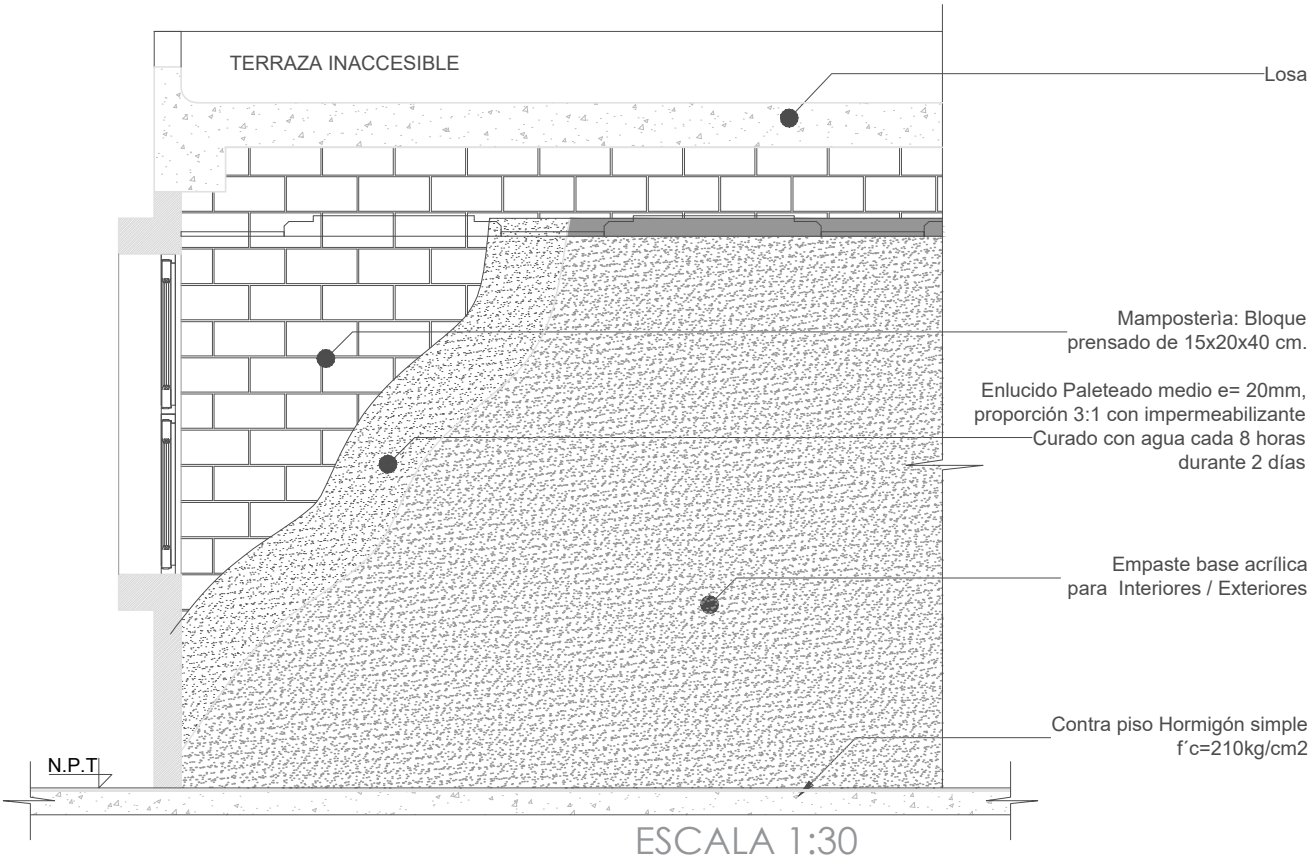 TERRAZA INACCESIBLE
Losa
Mamposterìa: Bloque
prensado de 15x20x40 cm.
Enlucido Paleteado medio e= 20mm,
proporción 3:1 con impermeabilizante
Curado con agua cada 8 horas
durante 2 días
Empaste base acrílica
para Interiores / Exteriores
Contra piso Hormigón simple
f´c=210kg/cm2
N.P.T
ESCALA 1:30